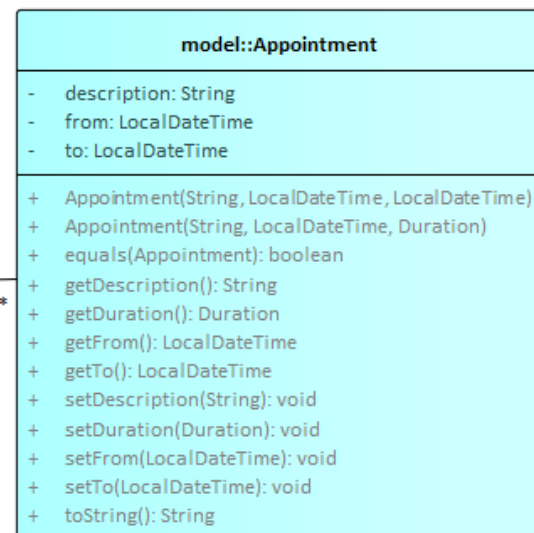 model::Appointment
- description: String
- from: LocalDateTime
- to: LocalDateTime
+ Appointment(String, LocalDateTime, LocalDateTime)
+ Appointment(String, LocalDateTime, Duration)
+ equals(Appointment): boolean
+ getDescription(): String
+ getDuration(): Duration
+ getFrom(): LocalDateTime
+ getTo(): LocalDateTime
+ setDescription(String): void
+ setDuration(Duration): void
+ setFrom(LocalDateTime): void
+ setTo(LocalDateTime): void
+ toString(): String
*